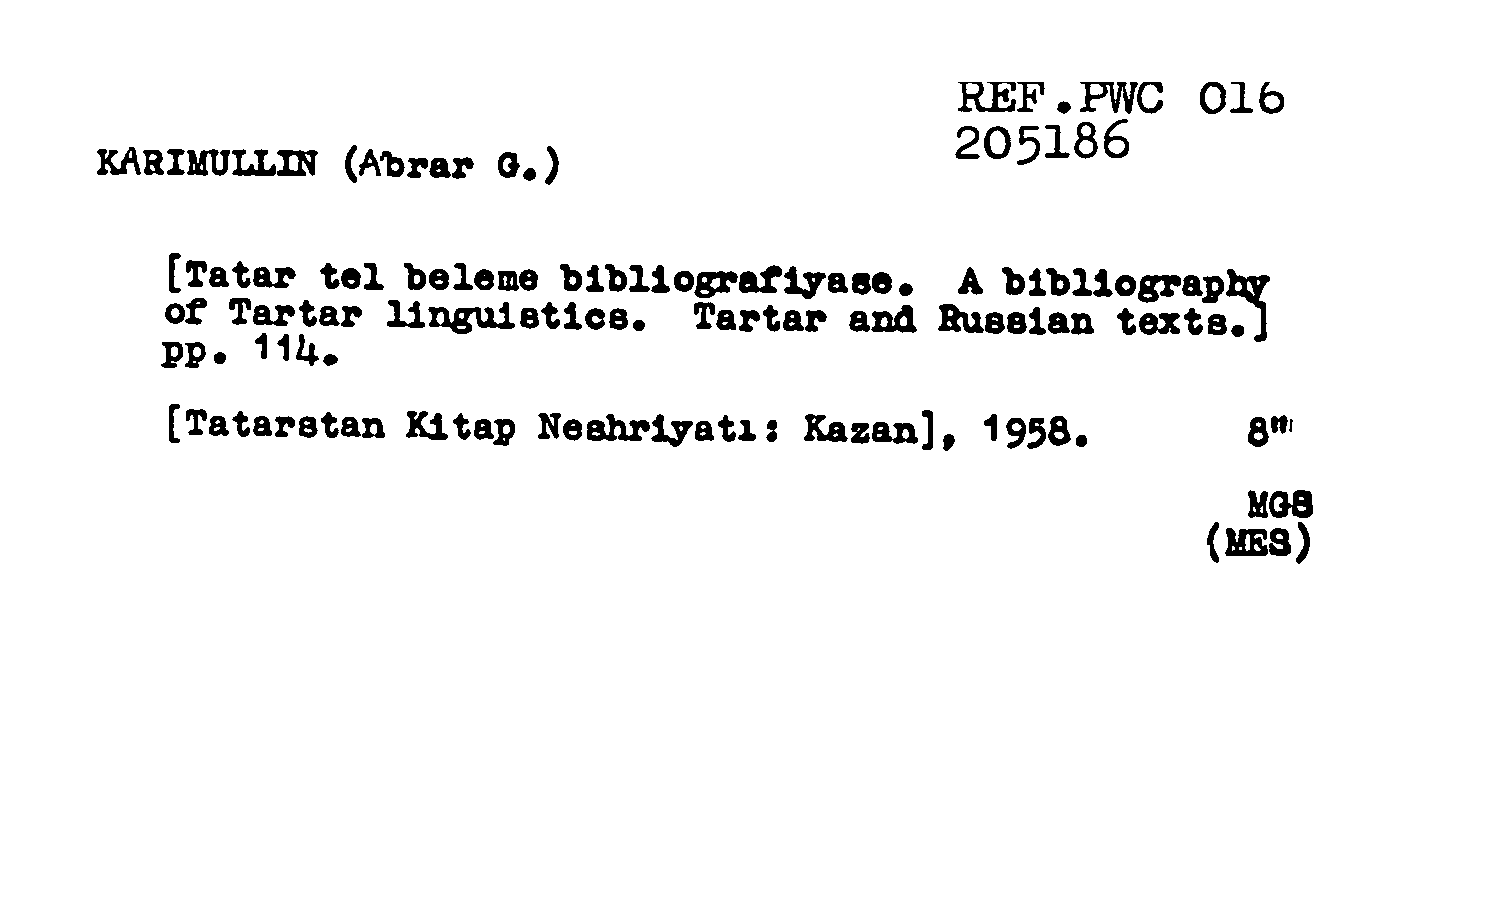 REF.PWC 016
205186
KARIMULLIN (Abrar G.)
[Tatar tel beleme bibliografiyase. A bibliography
of Tartar linguistics. Tartar and Russian texts.]
pp. 114.
[Tatarstan Kitap Neshriyatı: Kazan], 1958. 8"'
MGS
(MES)